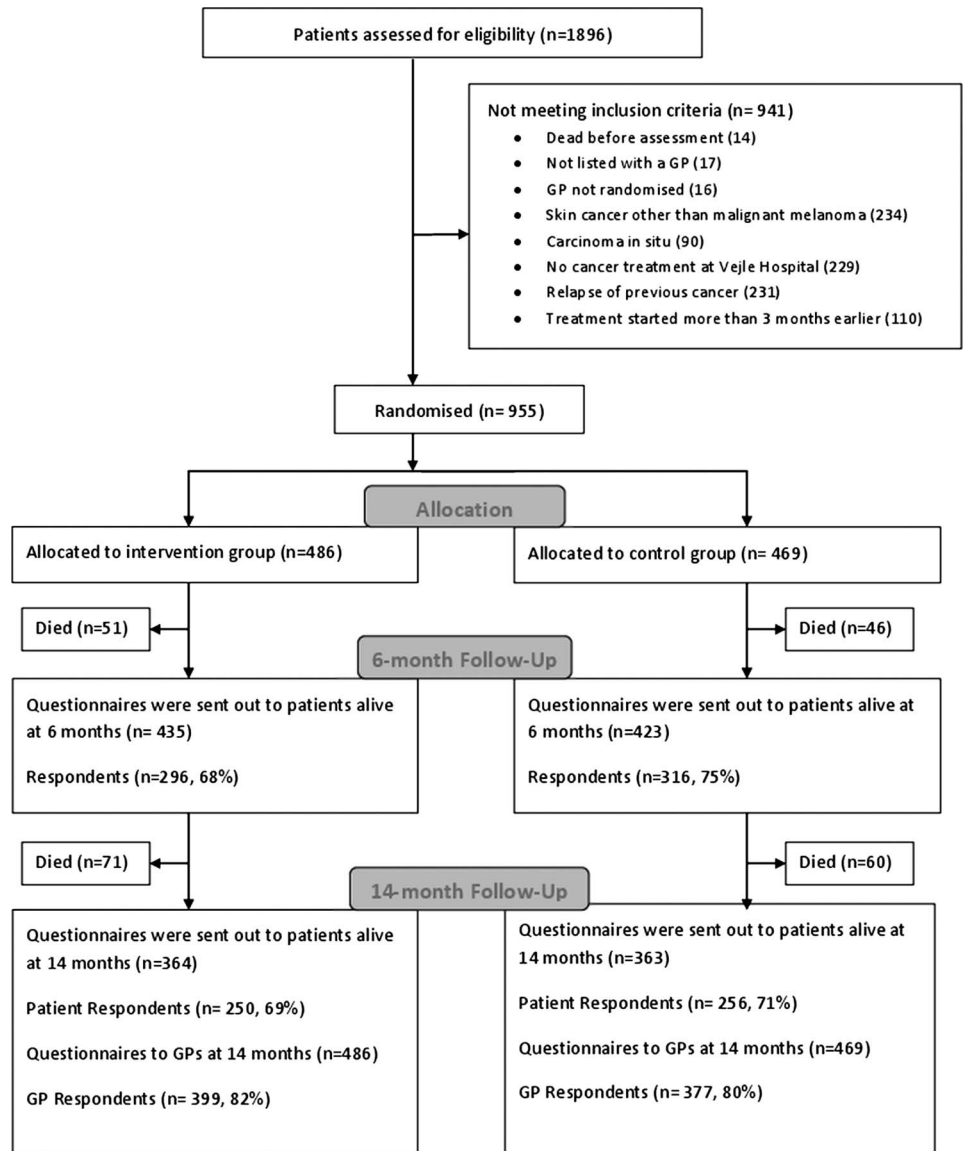 Patients assessed for eligibility (n=1896)
Not meeting inclusion criteria (n= 941)
• Dead before assessment (14)
• Not listed with a GP (17)
• GP not randomised (16)
• Skin cancer other than malignant melanoma (234)
• Carcinoma in situ (90)
• No cancer treatment at Vejle Hospital (229)
• Relapse of previous cancer (231)
• Treatment started more than 3 months earlier (110)
Randomised (n= 955)
Allocation
Allocated to intervention group (n=486)
Allocated to control group (n= 469)
Died (n=51)
Died (n=46)
6-month Follow-Up
Questionnaires were sent out to patients alive
at 6 months (n= 435)
Respondents (n=296, 68%)
Questionnaires were sent out to patients alive at
6 months (n=423)
Respondents (n=316, 75%)
Died (n=71)
Died (n=60)
14-month Follow-Up
Questionnaires were sent out to patients alive
at 14 months (n=364)
Patient Respondents (n= 250, 69%)
Questionnaires to GPs at 14 months (n=486)
GP Respondents (n= 399, 82%)
Questionnaires were sent out to patients alive at
14 months (n=363)
Patient Respondents (n= 256, 71%)
Questionnaires to GPs at 14 months (n=469)
GP Respondents (n= 377, 80%)